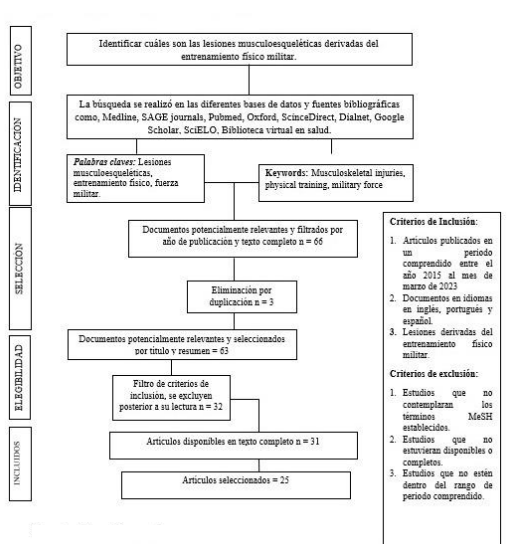 OBJETIVO
Identificar cuáles son las lesiones musculoesqueléticas derivadas del
entrenamiento físico militar.
IDENTIFICACION
La búsqueda se realizó en las diferentes bases de datos y fuentes bibliográficas
como, Medline, SAGE journals, Pubmed, Oxford, ScinceDirect, Dialnet, Google
Scholar, SciELO, Biblioteca virtual en salud.
Palabras claves: Lesiones
musculoesqueléticas,
entrenamiento físico, fuerza
militar.
Keywords: Musculoskeletal injuries,
physical training, military force
SELECCIÓN
Documentos potencialmente relevantes y filtrados por
año de publicación y texto completo n = 66
Eliminación por
duplicación n = 3
ELEGIBILIDAD
Documentos potencialmente relevantes y seleccionados
por titulo y resumen = 63
Filtro de criterios de
inclusión, se excluyen
posterior a su lectura n = 32
INCLUIDOS
Artículos disponibles en texto completo n = 31
Artículos seleccionados = 25
Criterios de Inclusión:
1. Artículos publicados en
un periodo
comprendido entre el
año 2015 al mes de
marzo de 2023
2. Documentos en idiomas
en inglés, portugués y
español.
3. Lesiones derivadas del
entrenamiento físico
militar.
Criterios de exclusión:
1. Estudios que no
contemplaran los
términos MeSH
establecidos.
2. Estudios que no
estuvieran disponibles o
completos.
3. Estudios que no estén
dentro del rango de
periodo comprendido.